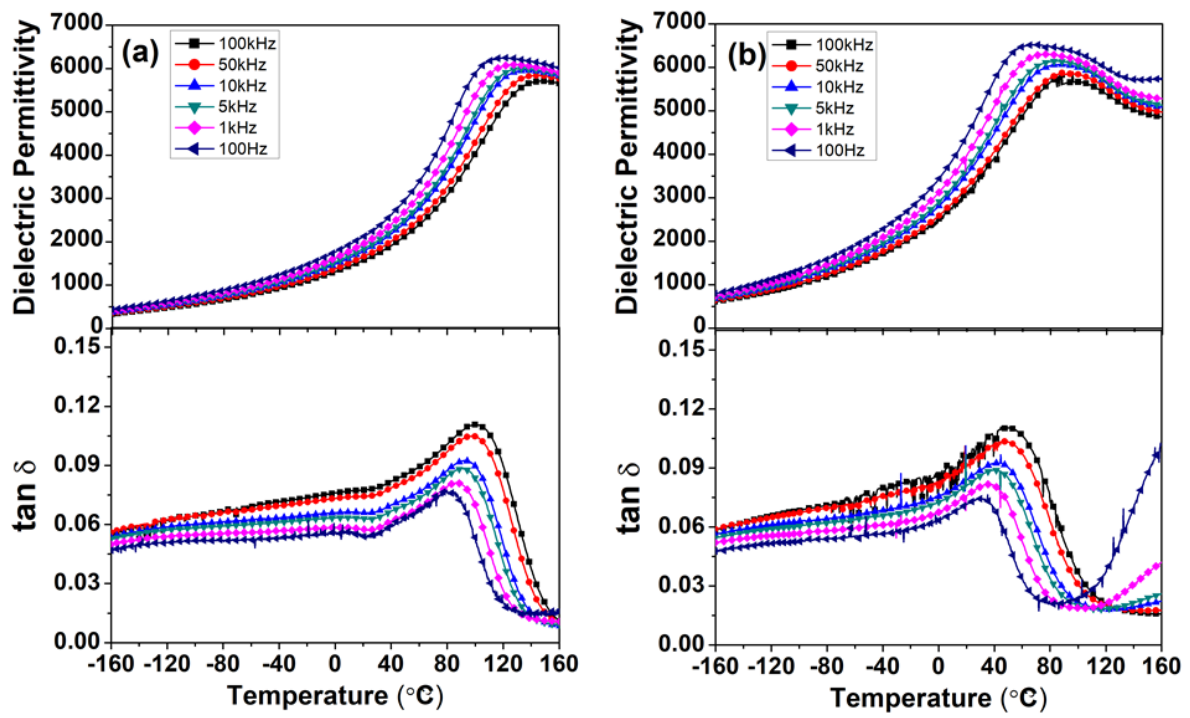 (a)
100kHz
50kHz
10kHz
5kHz
1kHz
100Hz
Dielectric Permittivity
7000
6000
5000
4000
3000
2000
1000
0
tan δ
0.15
0.12
0.09
0.06
0.03
0.00
-160 -120 -80 -40 0 40 80 120 160
Temperature (°C)
(b)
100kHz
50kHz
10kHz
5kHz
1kHz
100Hz
Dielectric Permittivity
7000
6000
5000
4000
3000
2000
1000
0
tan δ
0.15
0.12
0.09
0.06
0.03
0.00
-160 -120 -80 -40 0 40 80 120 160
Temperature (°C)